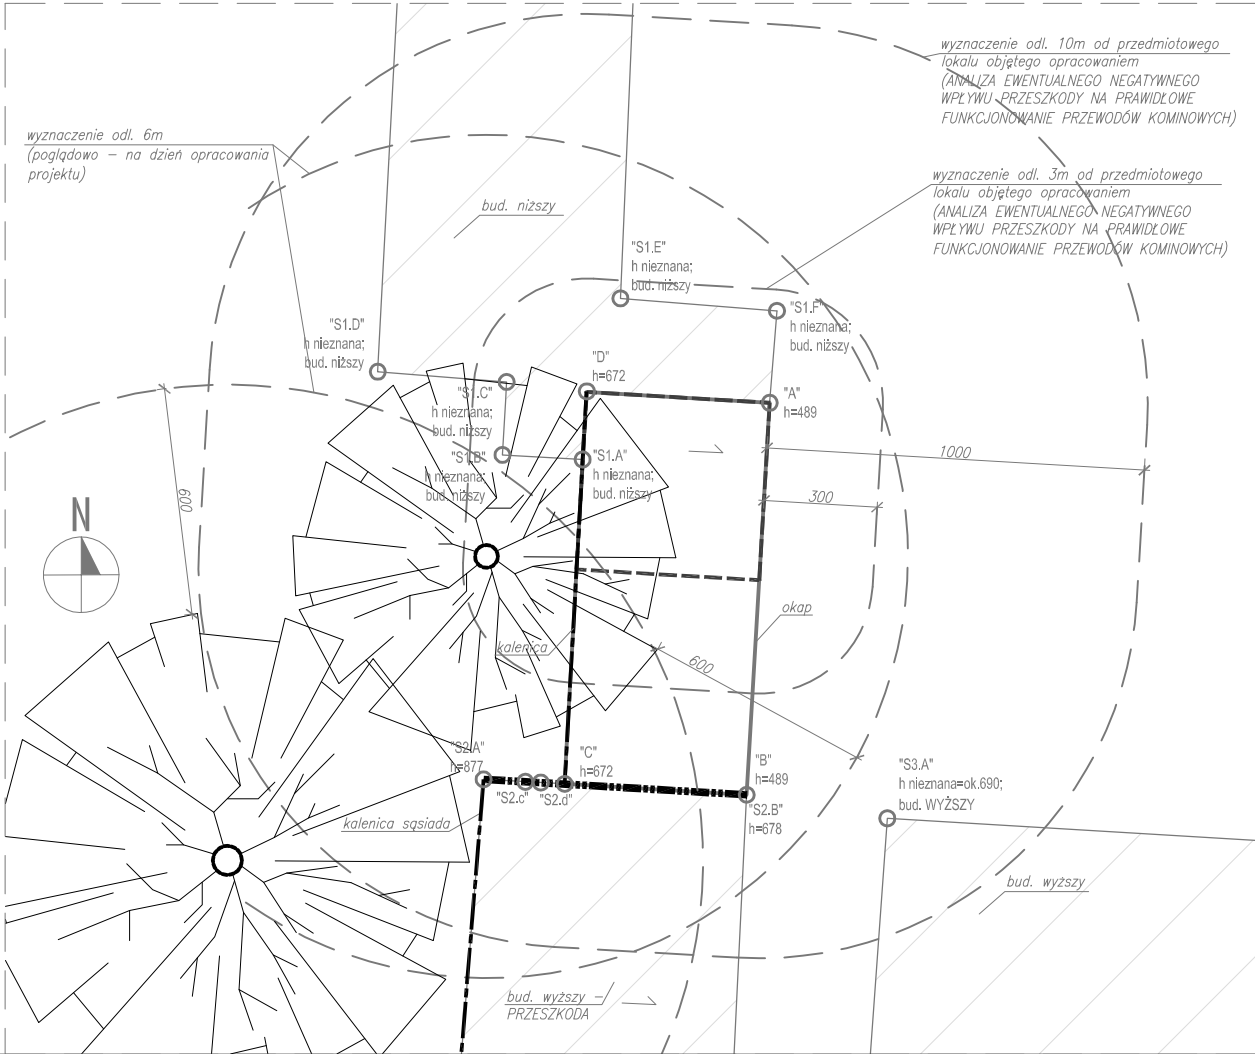 wyznaczenie odl. 10m od przedmiotowego
lokalu objętego opracowaniem
(ANALIZA EWENTUALNEGO NEGATYWNEGO
WPŁYWU PRZESZKODY NA PRAWIDŁOWE
FUNKCJONOWANIE PRZEWODÓW KOMINOWYCH)
wyznaczenie odl. 6m
(poglądowo – na dzień opracowania
projektu)
wyznaczenie odl. 3m od przedmiotowego
lokalu objętego opracowaniem
(ANALIZA EWENTUALNEGO NEGATYWNEGO
WPŁYWU PRZESZKODY NA PRAWIDŁOWE
FUNKCJONOWANIE PRZEWODÓW KOMINOWYCH)
bud. niższy
"S1.E"
h nieznana;
bud. niższy
"S1.F"
h nieznana;
bud. niższy
"S1.D"
h nieznana;
bud. niższy
"D"
h=672
"A"
h=489
"S1.C"
h nieznana;
bud. niższy
"S1.B"
h nieznana;
bud. niższy
"S1.A"
h nieznana;
bud. niższy
1000
300
600
N
okap
kalenica
600
"S2.A"
h=877
"C"
h=672
"B"
h=489
"S2.c"
"S2.d"
"S2.B"
h=678
"S3.A"
h nieznana=ok.690;
bud. WYŻSZY
kalenica sąsiada
bud. wyższy
bud. wyższy –
PRZESZKODA